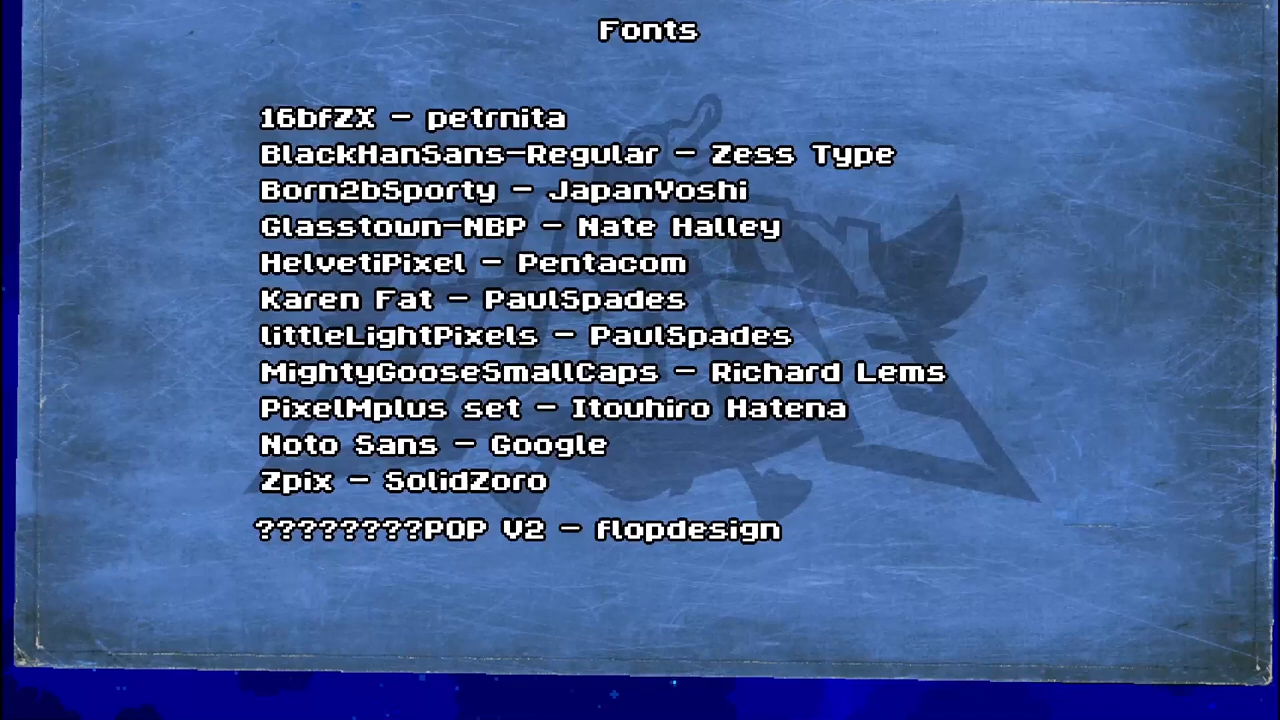 Fonts
16bfZX – petrnita
BlackHanSans-Regular – Zess Type
Born2bSporty – JapanYoshi
Glasstown-NBP – Nate Halley
HelvetiPixel – Pentacom
Karen Fat – PaulSpades
littleLightPixels – PaulSpades
MightyGooseSmallCaps – Richard Lems
PixelMplus set – Itouhiro Hatena
Noto Sans – Google
Zpix – SolidZoro
????????POP V2 – flopdesign